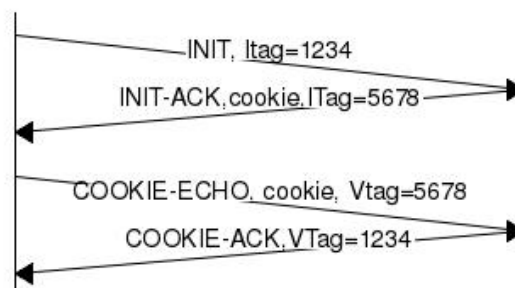 INIT, Itag=1234
INIT-ACK,cookie,ITag=5678
COOKIE-ECHO, cookie, Vtag=5678
COOKIE-ACK,VTag=1234